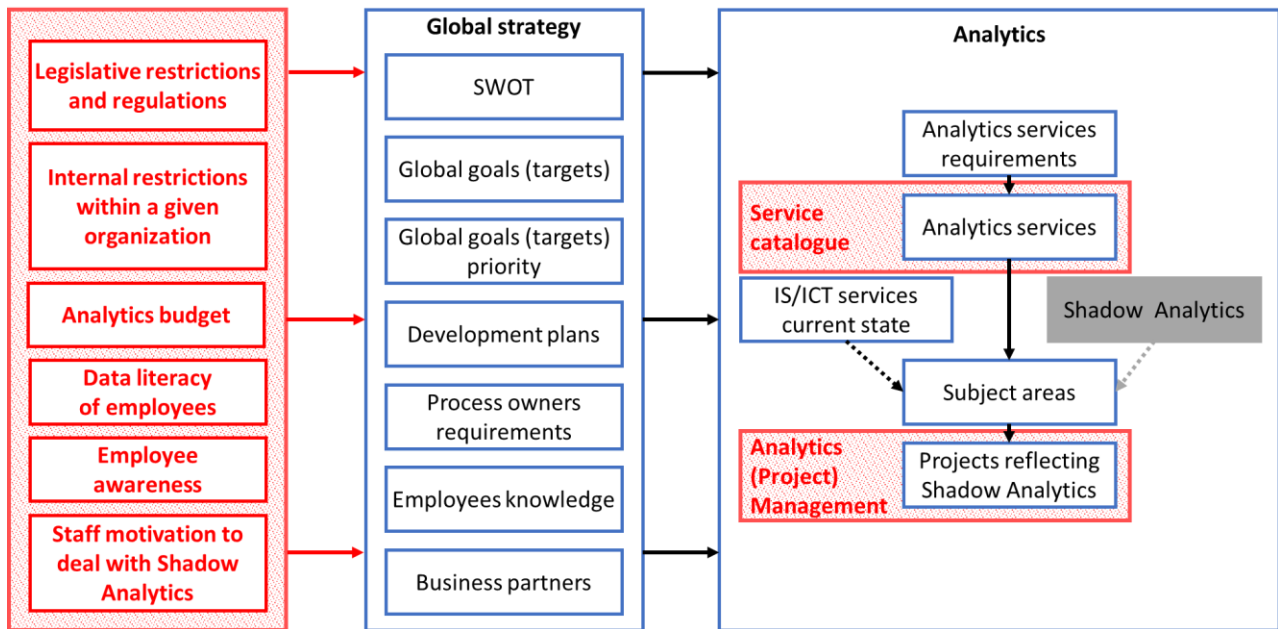 Legislative restrictions
and regulations
Internal restrictions
within a given
organization
Analytics budget
Data literacy
of employees
Employee
awareness
Staff motivation to
deal with Shadow
Analytics
Global strategy
SWOT
Global goals (targets)
Global goals (targets)
priority
Development plans
Process owners
requirements
Employees knowledge
Business partners
Analytics
Analytics services
requirements
Service
catalogue
Analytics services
IS/ICT services
current state
Shadow Analytics
Subject areas
Analytics
(Project)
Management
Projects reflecting
Shadow Analytics